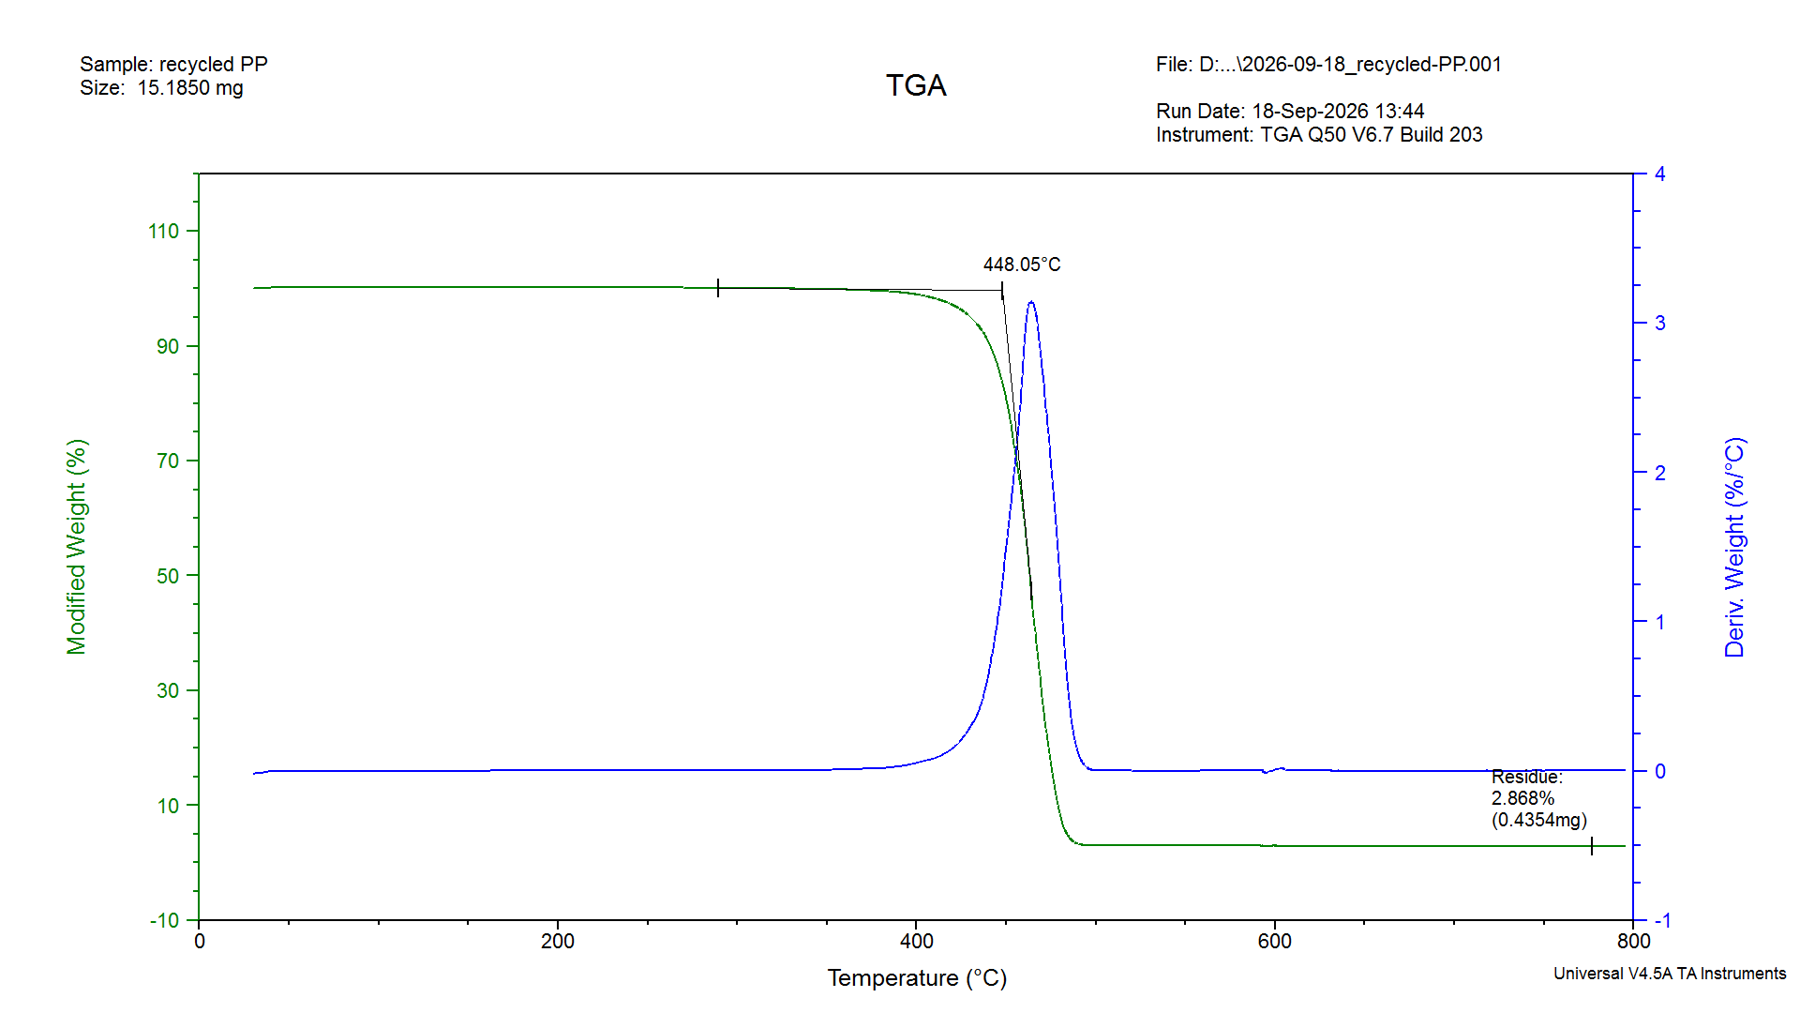 Sample: recycled PP
Size:  15.1850 mg
TGA
File: D:...\2026-09-18_recycled-PP.001
Run Date: 18-Sep-2026 13:44
Instrument: TGA Q50 V6.7 Build 203
448.05°C
Residue:
2.868%
(0.4354mg)
Modified Weight (%)
110
90
70
50
30
10
-10
Deriv. Weight (%/°C)
4
3
2
1
0
-1
0
200
400
600
800
Temperature (°C)
Universal V4.5A TA Instruments